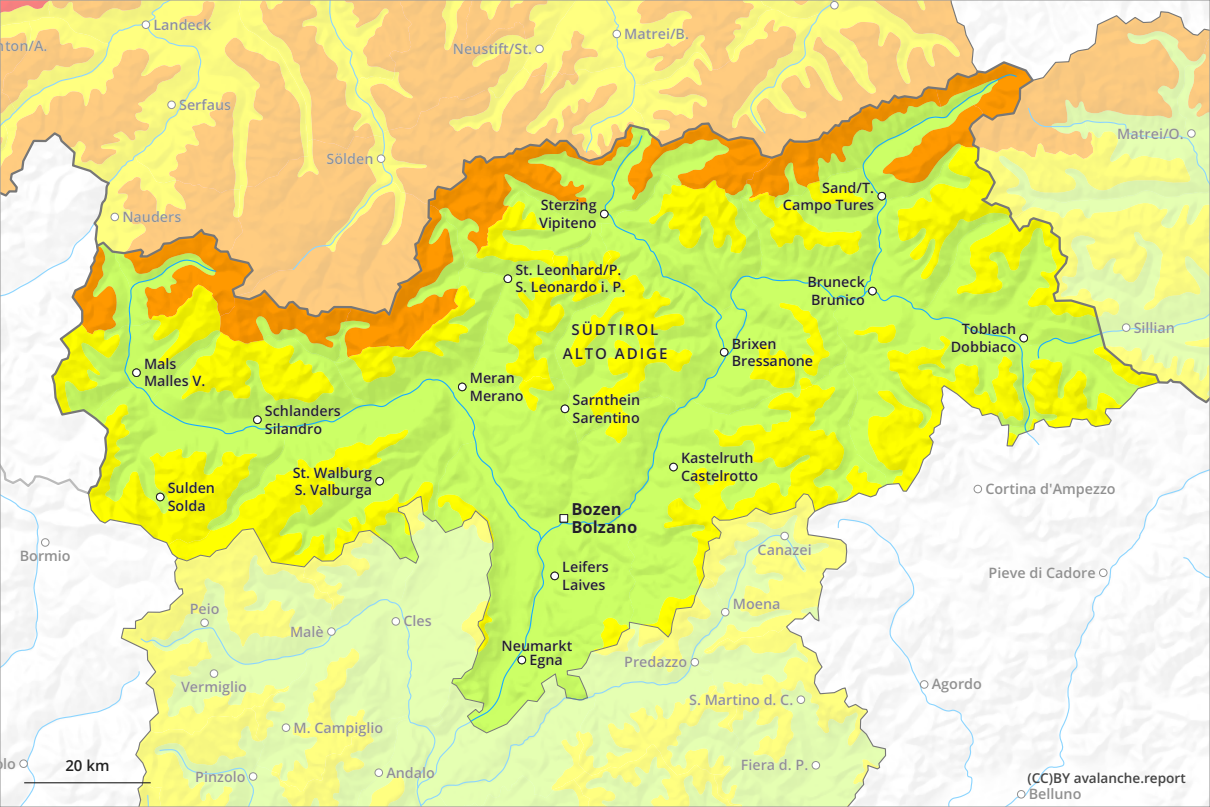 Landeck
nton/A.
Neustift/St.
Matrei/B.
Serfaus
Matrei/O.
Sölden
Nauders
Sand/T.
Campo Tures
Sterzing
Vipiteno
St. Leonhard/P.
S. Leonardo i. P.
Bruneck
Brunico
SÜDTIROL
ALTO ADIGE
Toblach
Dobbiaco
Sillian
Brixen
Bressanone
Mals
Malles V.
Meran
Merano
Schlanders
Silandro
Sarnthein
Sarentino
St. Walburg
S. Valburga
Kastelruth
Castelrotto
Sulden
Solda
Cortina d'Ampezzo
Bozen
Bolzano
Bormio
Canazei
Leifers
Laives
Pieve di Cadore
Peio
Moena
Malè
Cles
Neumarkt
Egna
Predazzo
Vermiglio
Agordo
S. Martino d. C.
M. Campiglio
olo
20 km
Pinzolo
Andalo
Fiera d. P.
(CC)BY avalanche.report
Belluno